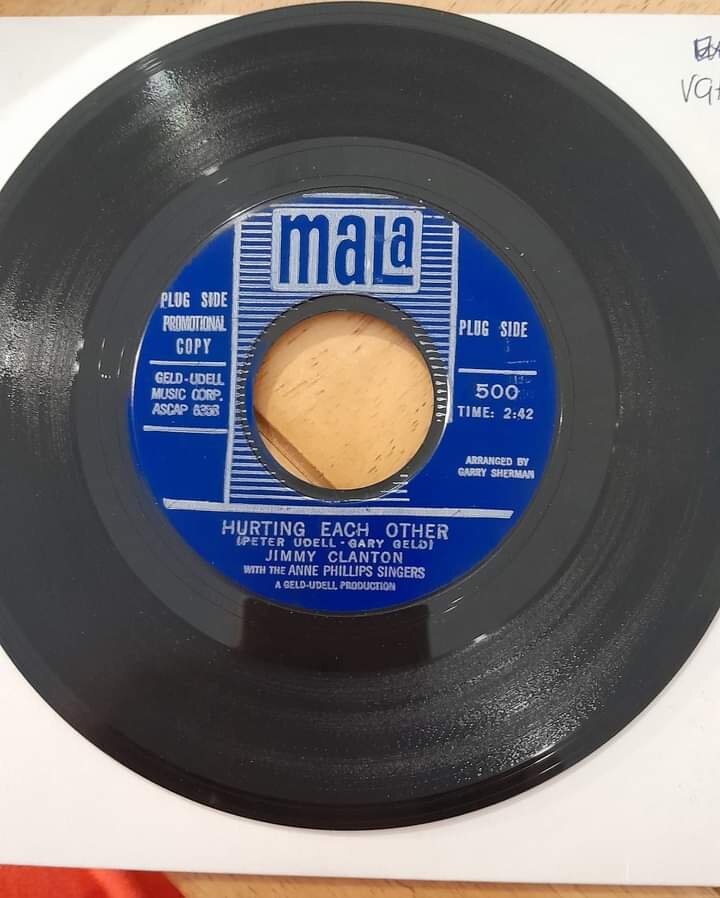 VG+
mala
PLUG SIDE
PROMOTIONAL
COPY
GELD-UDELL
MUSIC CORP.
ASCAP
PLUG SIDE
500
TIME: 2:42
ARRANGED BY
GARRY SHERMAN
HURTING EACH OTHER
(PETER UDELL - GARY GELD)
JIMMY CLANTON
WITH THE ANNE PHILLIPS SINGERS
A GELD-UDELL PRODUCTION